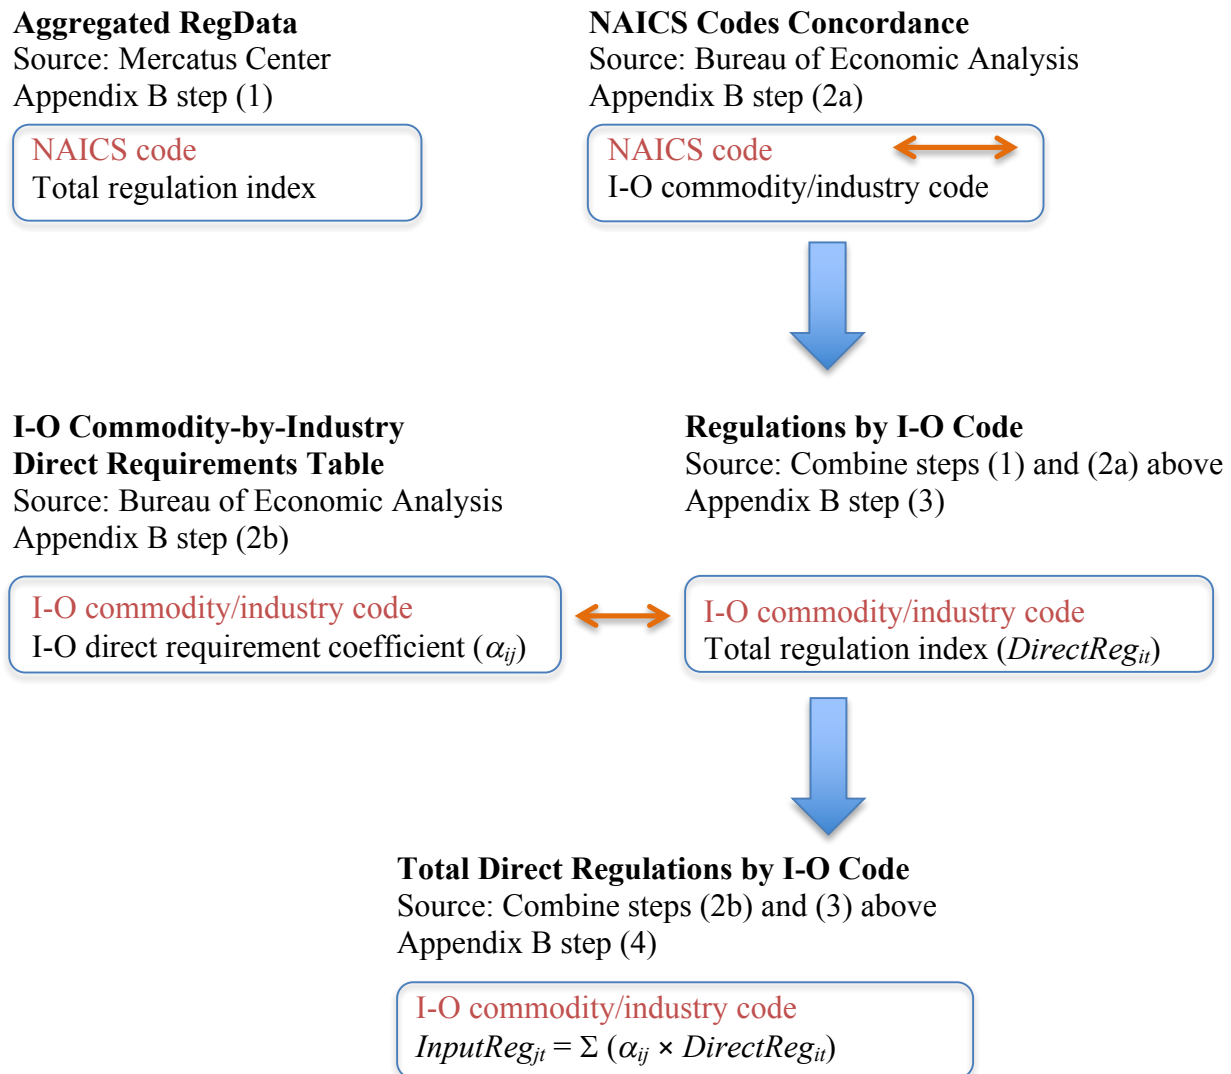 Aggregated RegData
Source: Mercatus Center
Appendix B step (1)
NAICS code
Total regulation index
NAICS Codes Concordance
Source: Bureau of Economic Analysis
Appendix B step (2a)
NAICS code
I-O commodity/industry code
I-O Commodity-by-Industry
Direct Requirements Table
Source: Bureau of Economic Analysis
Appendix B step (2b)
I-O commodity/industry code
I-O direct requirement coefficient (αij)
Regulations by I-O Code
Source: Combine steps (1) and (2a) above
Appendix B step (3)
I-O commodity/industry code
Total regulation index (DirectRegit)
Total Direct Regulations by I-O Code
Source: Combine steps (2b) and (3) above
Appendix B step (4)
I-O commodity/industry code
InputRegjt = Σ (αij × DirectRegit)